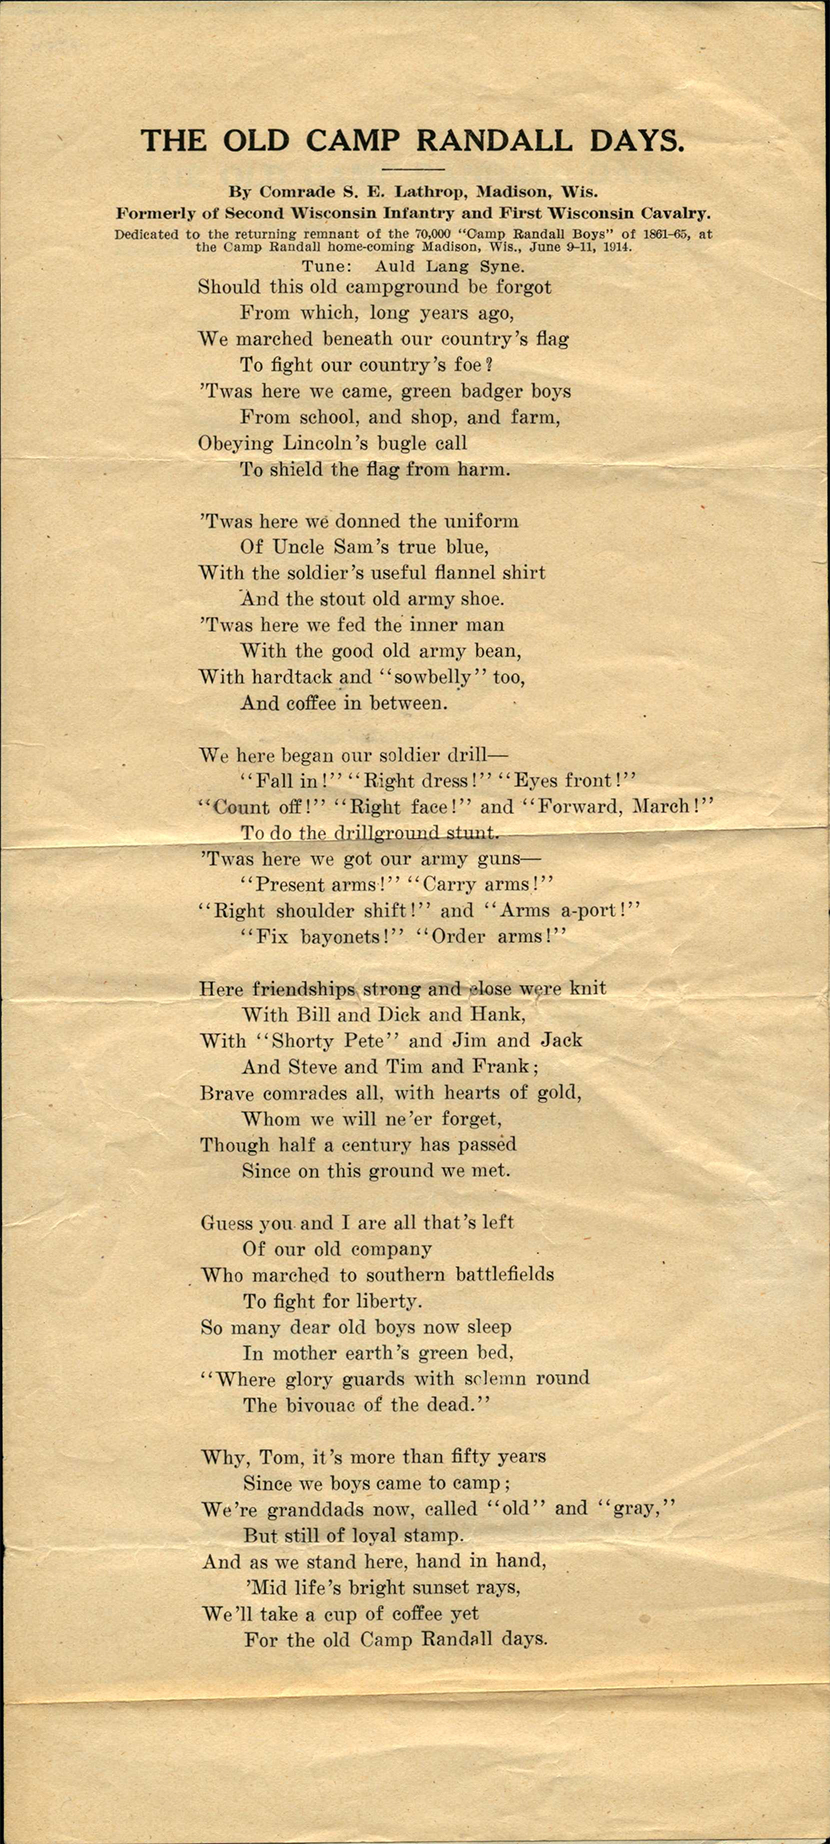 THE OLD CAMP RANDALL DAYS.
By Comrade S. E. Lathrop, Madison, Wis.
Formerly of Second Wisconsin Infantry and First Wisconsin Cavalry.
Dedicated to the returning remnant of the 70,000 “Camp Randall Boys” of 1861-65, at
the Camp Randall home-coming Madison, Wis., June 9-11, 1914.
Tune: Auld Lang Syne.
Should this old campground be forgot
From which, long years ago,
We marched beneath our country’s flag
To fight our country’s foe?
’Twas here we came, green badger boys
From school, and shop, and farm,
Obeying Lincoln’s bugle call
To shield the flag from harm.

’Twas here we donned the uniform
Of Uncle Sam’s true blue,
With the soldier’s useful flannel shirt
And the stout old army shoe.
’Twas here we fed the inner man
With the good old army bean,
With hardtack and “sowbelly” too,
And coffee in between.

We here began our soldier drill—
“Fall in!” “Right dress!” “Eyes front!”
“Count off!” “Right face!” and “Forward, March!”
To do the drillground stunt.
’Twas here we got our army guns—
“Present arms!” “Carry arms!”
“Right shoulder shift!” and “Arms a-port!”
“Fix bayonets!” “Order arms!”

Here friendships strong and close were knit
With Bill and Dick and Hank,
With “Shorty Pete” and Jim and Jack
And Steve and Tim and Frank;
Brave comrades all, with hearts of gold,
Whom we will ne’er forget,
Though half a century has passed
Since on this ground we met.

Guess you and I are all that’s left
Of our old company
Who marched to southern battlefields
To fight for liberty.
So many dear old boys now sleep
In mother earth’s green bed,
“Where glory guards with solemn round
The bivouac of the dead.”

Why, Tom, it’s more than fifty years
Since we boys came to camp;
We’re granddads now, called “old” and “gray,”
But still of loyal stamp.
And as we stand here, hand in hand,
’Mid life’s bright sunset rays,
We’ll take a cup of coffee yet
For the old Camp Randall days.